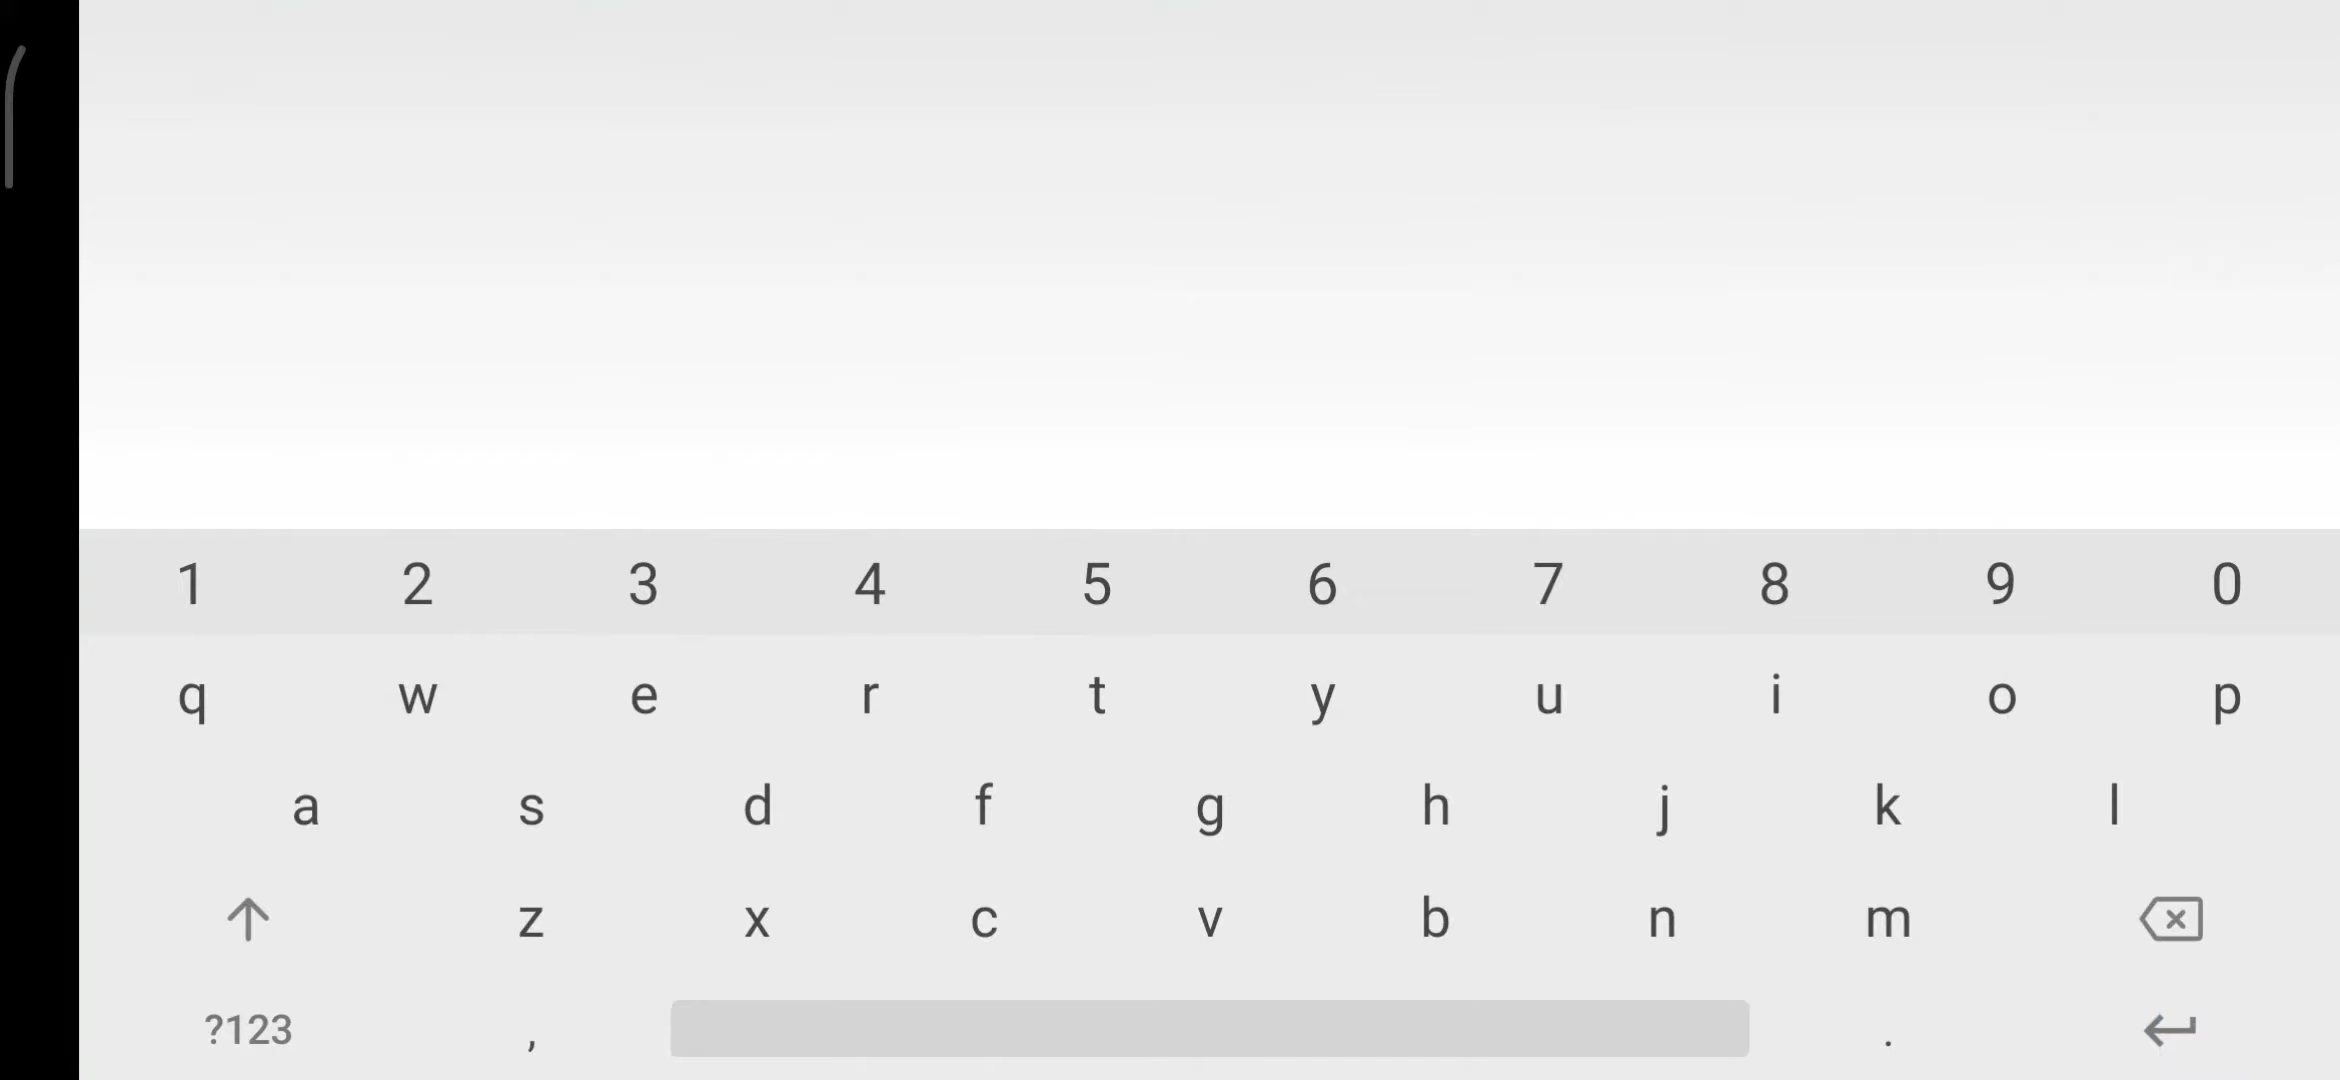 1 2 3 4 5 6 7 8 9 0
q w e r t y u i o p
a s d f g h j k l
z x c v b n m
?123 , .